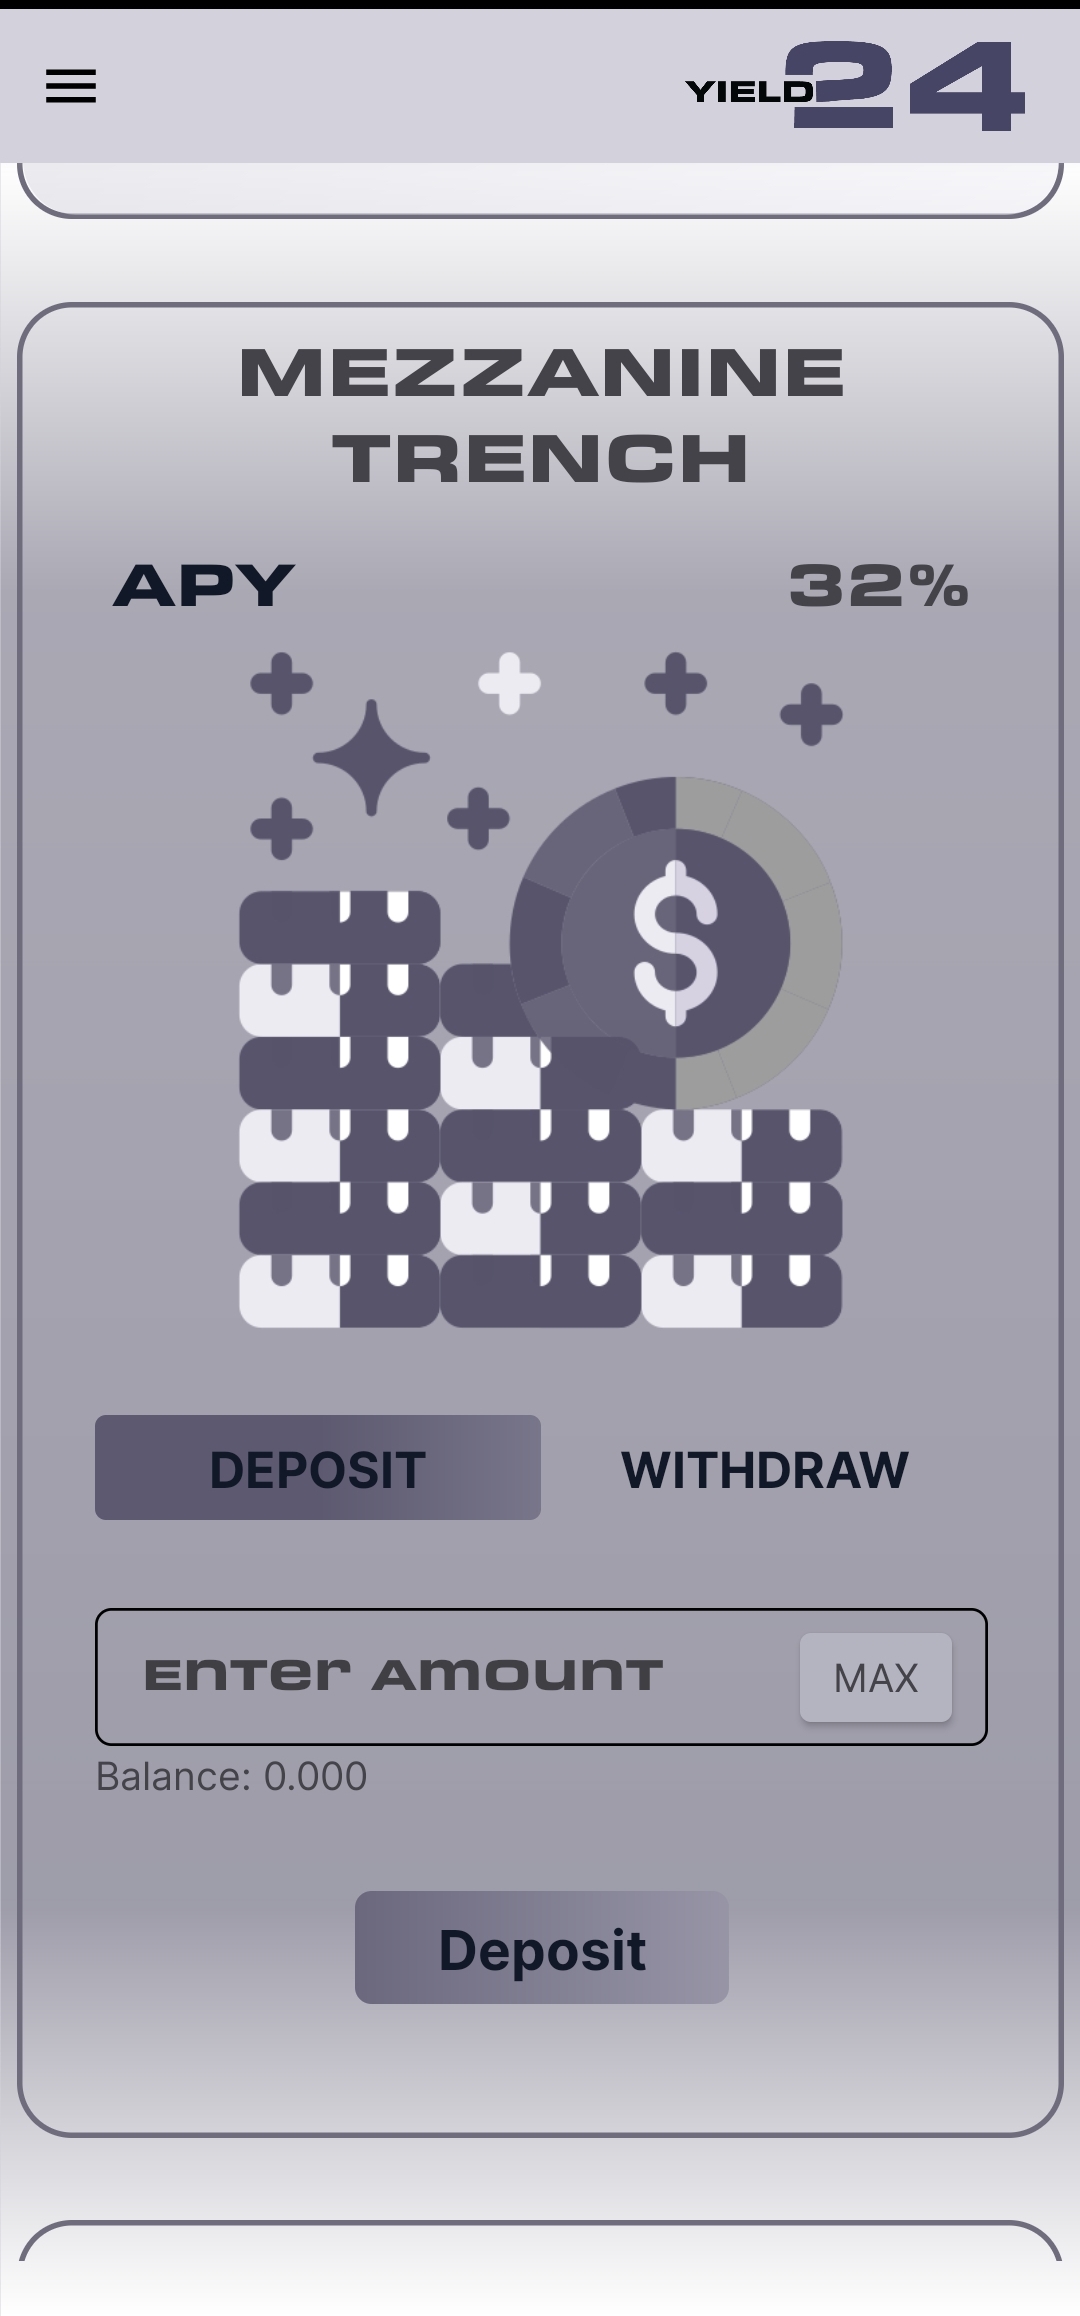 YIELD24
MEZZANINE
TRENCH
APY 32%
$
DEPOSIT WITHDRAW
Enter Amount MAX
Balance: 0.000
Deposit